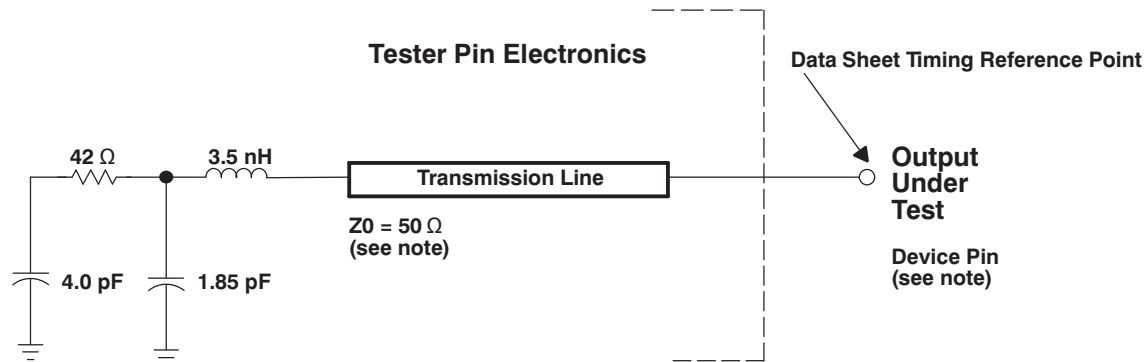 Tester Pin Electronics
Data Sheet Timing Reference Point
42 Ω
3.5 nH
Transmission Line
Output
Under
Test
Z0 = 50 Ω
(see note)
Device Pin
(see note)
4.0 pF
1.85 pF